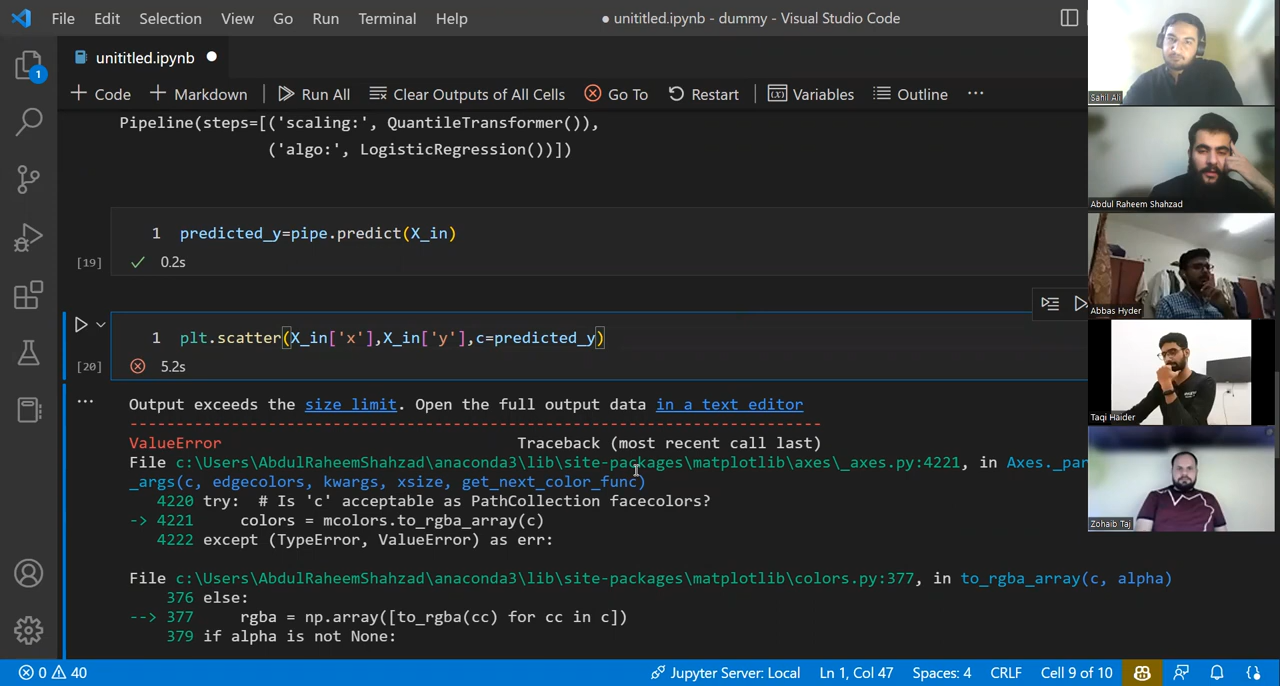 File Edit Selection View Go Run Terminal Help
● unititled.ipynb - dummy - Visual Studio Code
unititled.ipynb ●
1
+ Code + Markdown | Run All Clear Outputs of All Cells Go To Restart | Variables Outline ...
Pipeline(steps=[('scaling:', QuantileTransformer()),
('algo:', LogisticRegression())])
1 predicted_y=pipe.predict(X_in)
[19] 0.2s
1 plt.scatter(X_in['x'],X_in['y'],c=predicted_y)
[20] 5.2s
... Output exceeds the size limit. Open the full output data in a text editor
---------------------------------------------------------------------------
ValueError Traceback (most recent call last)
File c:\Users\AbdulRaheemShahzad\anaconda3\lib\site-packages\matplotlib\axes\_axes.py:4221, in Axes._par
_args(c, edgecolors, kwargs, xsize, get_next_color_func)
4220 try: # Is 'c' acceptable as PathCollection facecolors?
-> 4221 colors = mcolors.to_rgba_array(c)
4222 except (TypeError, ValueError) as err:
File c:\Users\AbdulRaheemShahzad\anaconda3\lib\site-packages\matplotlib\colors.py:377, in to_rgba_array(c, alpha)
376 else:
--> 377 rgba = np.array([to_rgba(cc) for cc in c])
379 if alpha is not None:
0 40 Jupyter Server: Local Ln 1, Col 47 Spaces: 4 CRLF Cell 9 of 10
Sahil Ali
Abdul Raheem Shahzad
Abbas Hyder
Taqi Haider
Zohaib Taj